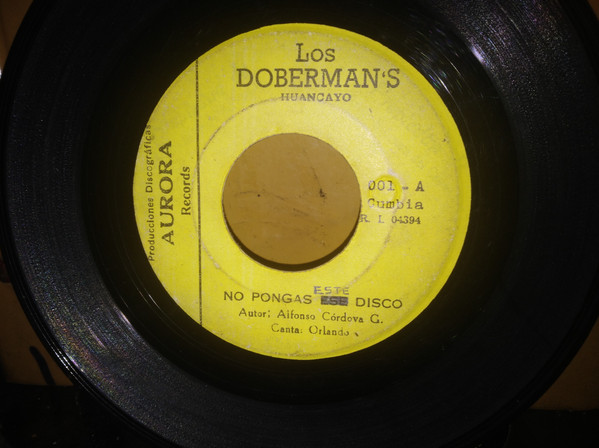 Los
DOBERMAN'S
HUANCAYO
Producciones Discográficas
AURORA
Records
001 - A
Cumbia
R. I. 04394
ESTE
NO PONGAS ESE DISCO
Autor: Alfonso Córdova G.
Canta: Orlando